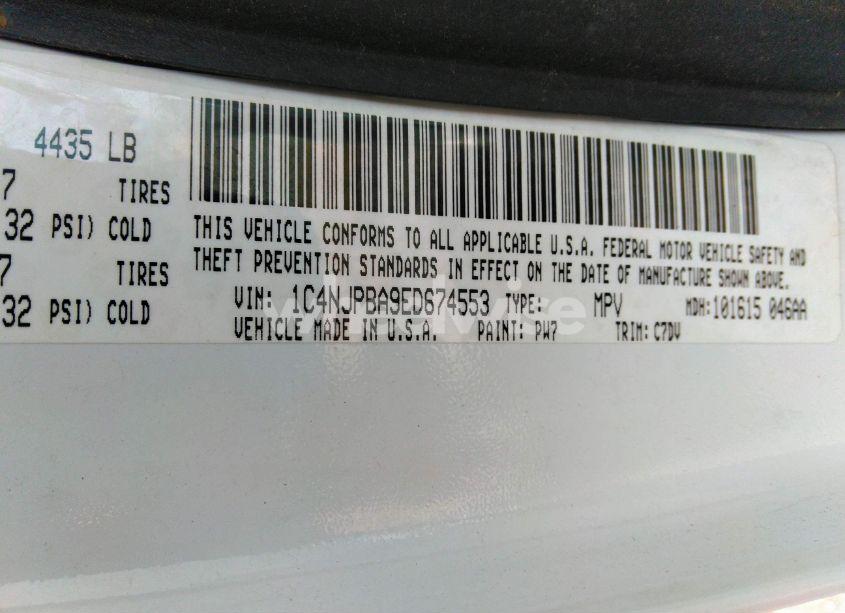 4435 LB
7 TIRES
32 PSI) COLD
7 TIRES
32 PSI) COLD
THIS VEHICLE CONFORMS TO ALL APPLICABLE U.S.A. FEDERAL MOTOR VEHICLE SAFETY AND
THEFT PREVENTION STANDARDS IN EFFECT ON THE DATE OF MANUFACTURE SHOWN ABOVE.
VIN: 1C4NJPBA9ED674553 TYPE: MPV MDH:101615 046AA
VEHICLE MADE IN U.S.A. PAINT: PW7 TRIM: C7DV